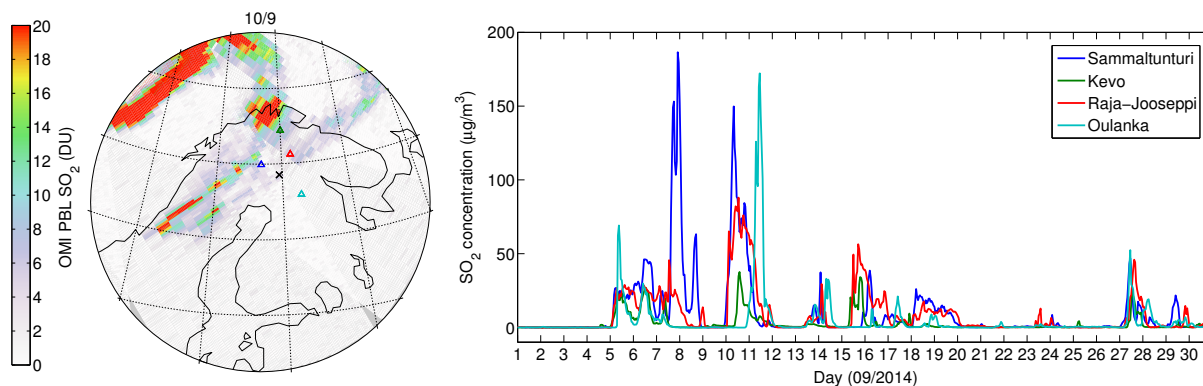 10/9
20
18
16
14
12
10
8
6
4
2
0
OMI PBL SO2 (DU)
200
150
100
50
0
SO2 concentration (μg/m3)
Sammaltunturi
Kevo
Raja−Jooseppi
Oulanka
1 2 3 4 5 6 7 8 9 10 11 12 13 14 15 16 17 18 19 20 21 22 23 24 25 26 27 28 29 30
Day (09/2014)